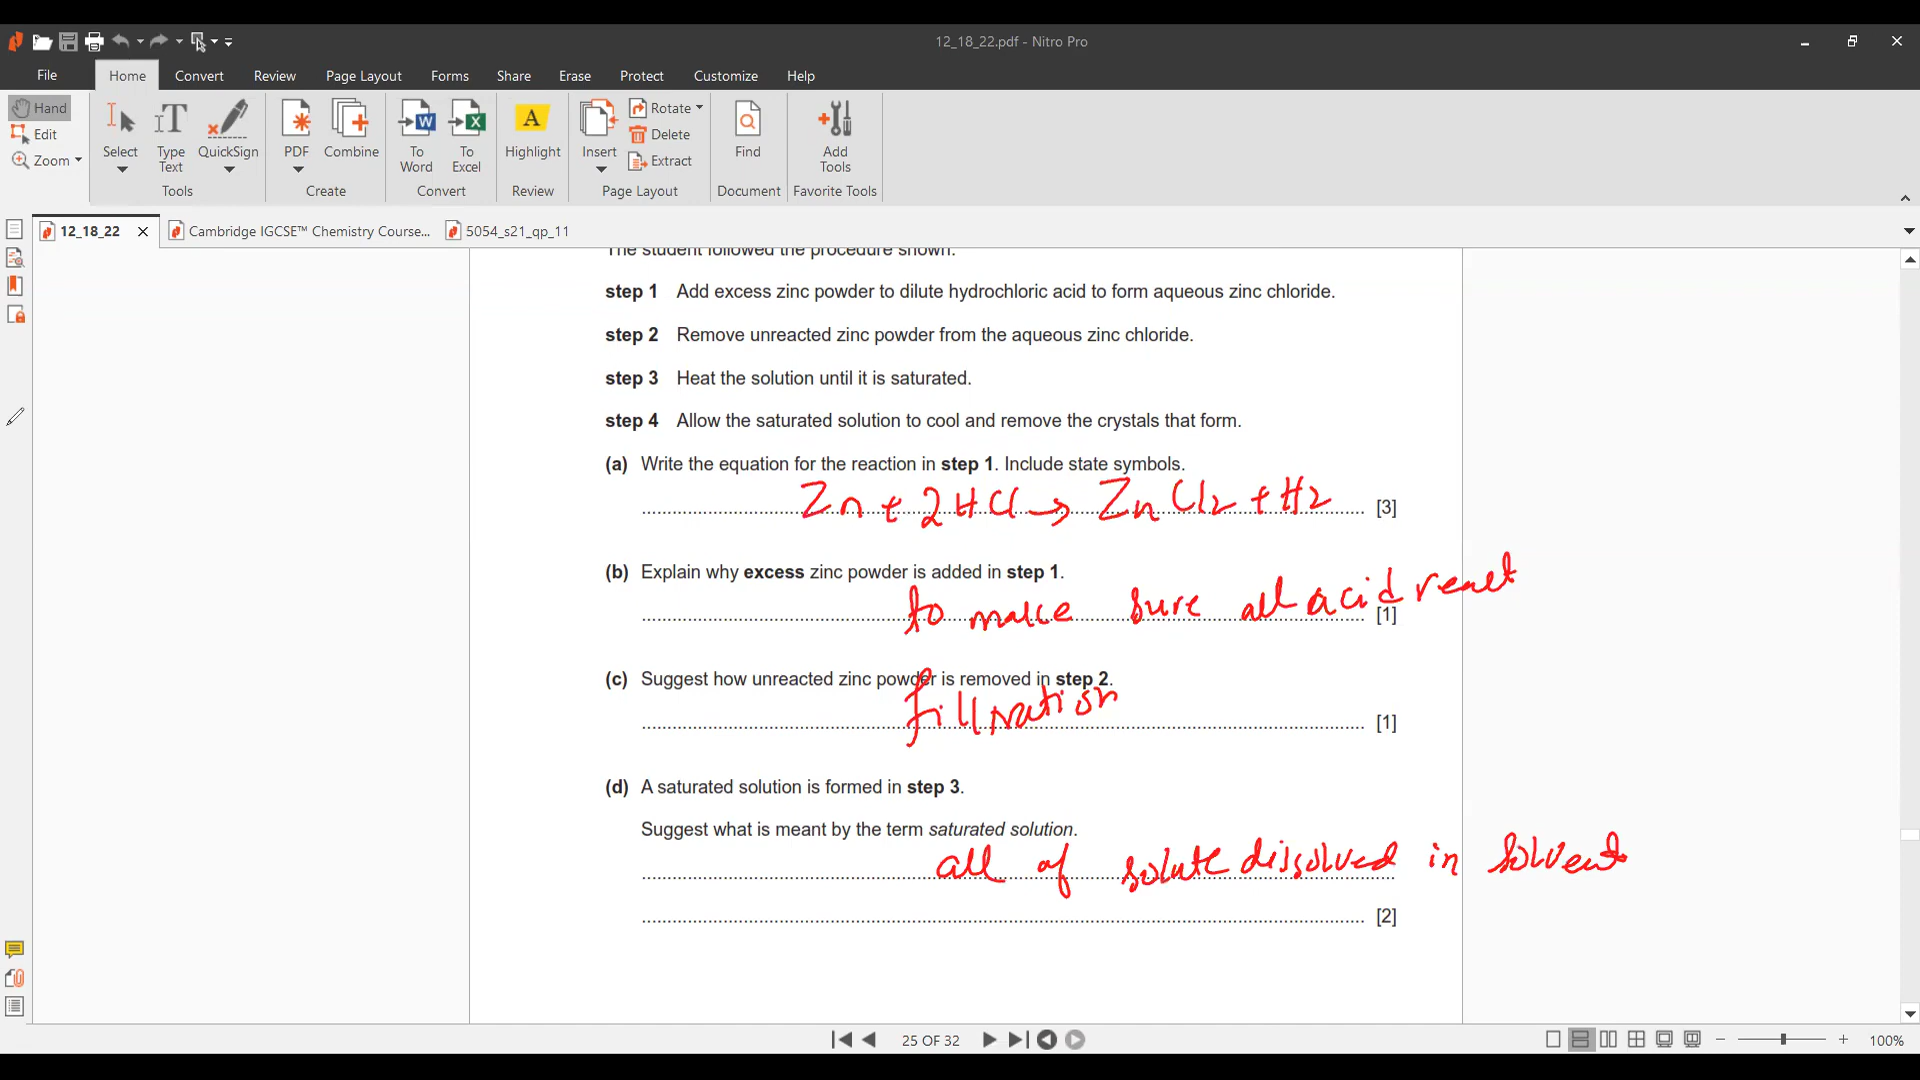 12_18_22.pdf - Nitro Pro
File Home Convert Review Page Layout Forms Share Erase Protect Customize Help
Hand
Edit
Zoom
Select
Type Text
QuickSign
Tools
PDF
Combine
Create
To Word
To Excel
Convert
Highlight
Review
Insert
Rotate
Delete
Extract
Page Layout
Find
Document
Add Tools
Favorite Tools
12_18_22 Cambridge IGCSE™ Chemistry Course... 5054_s21_qp_11
The student followed the procedure shown.
step 1 Add excess zinc powder to dilute hydrochloric acid to form aqueous zinc chloride.
step 2 Remove unreacted zinc powder from the aqueous zinc chloride.
step 3 Heat the solution until it is saturated.
step 4 Allow the saturated solution to cool and remove the crystals that form.
(a) Write the equation for the reaction in step 1. Include state symbols.
Zn + 2HCl → ZnCl2 + H2 [3]
(b) Explain why excess zinc powder is added in step 1.
to make sure all acid react [1]
(c) Suggest how unreacted zinc powder is removed in step 2.
[1]
(d) A saturated solution is formed in step 3.
Suggest what is meant by the term saturated solution.
all of solute dissolved in solvent
[2]
25 OF 32
100%